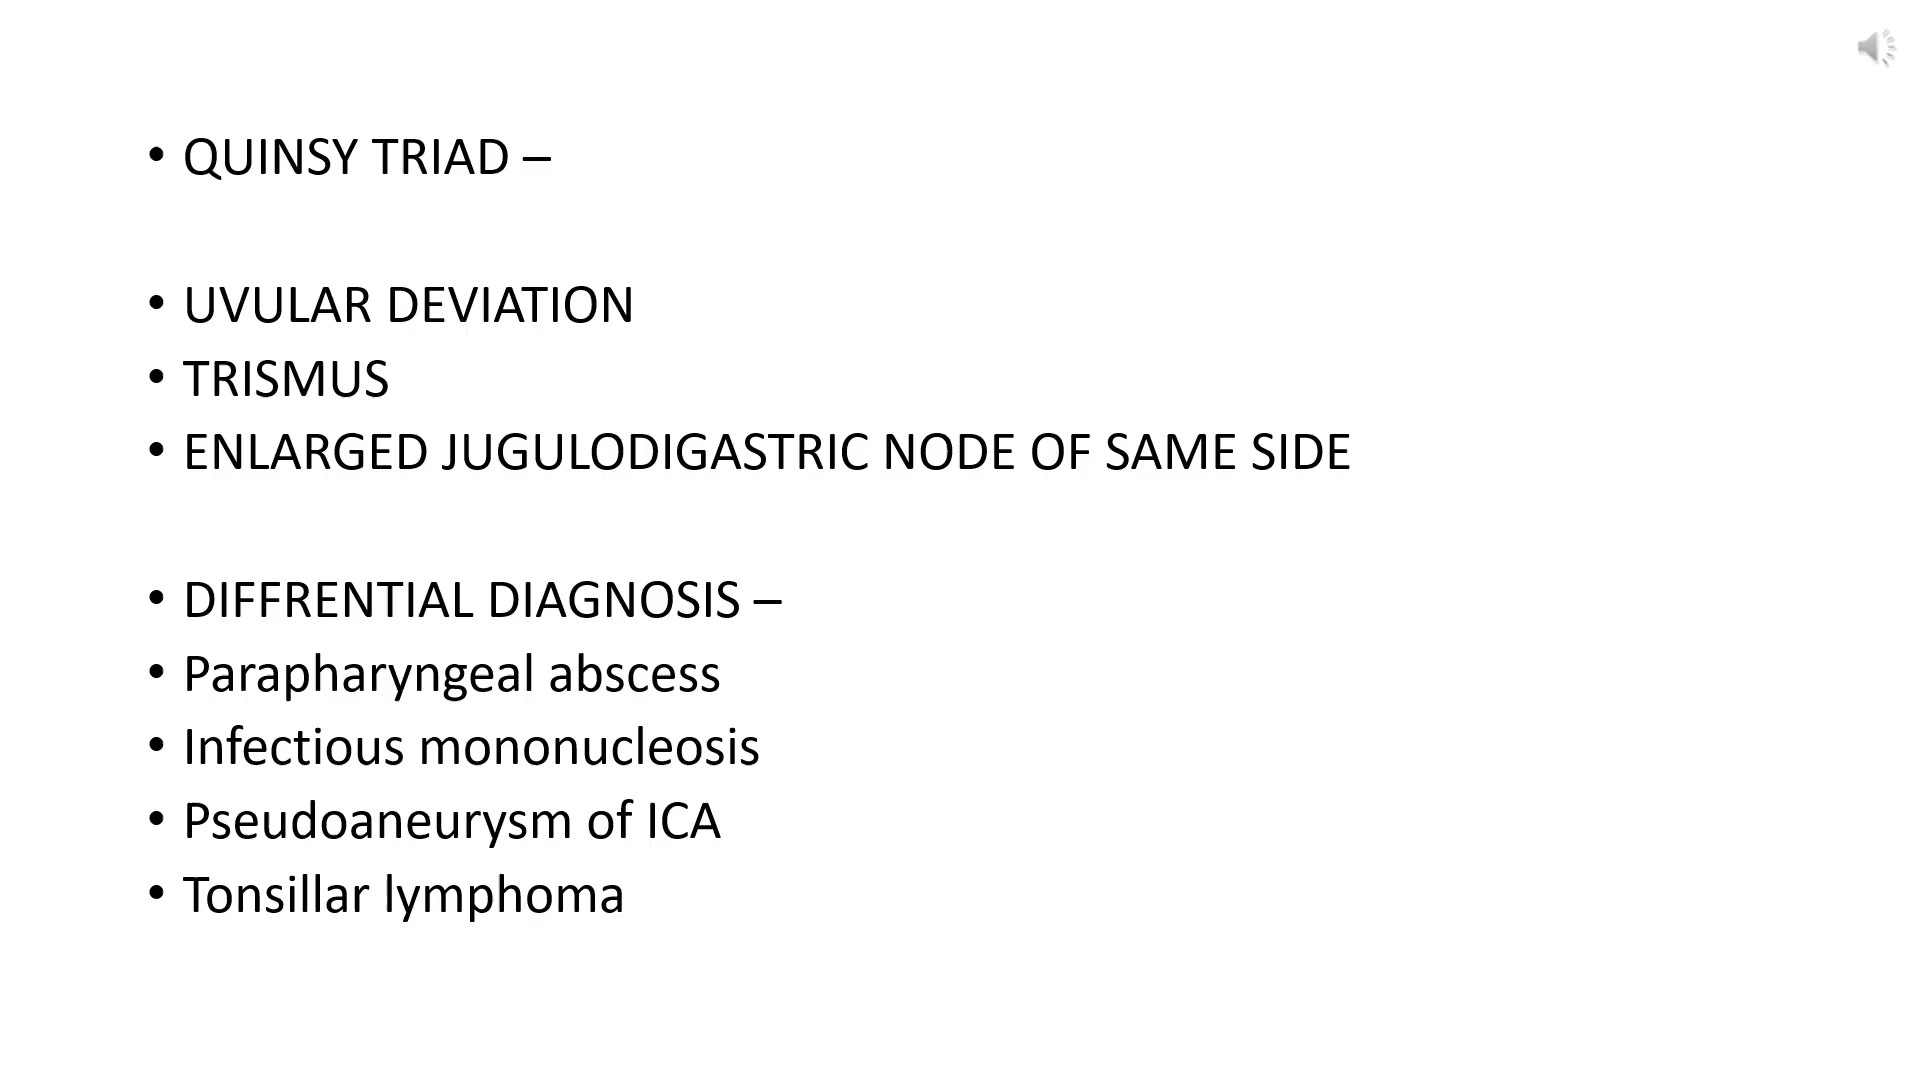 • QUINSY TRIAD –
• UVULAR DEVIATION
• TRISMUS
• ENLARGED JUGULODIGASTRIC NODE OF SAME SIDE
• DIFFRENTIAL DIAGNOSIS –
• Parapharyngeal abscess
• Infectious mononucleosis
• Pseudoaneurysm of ICA
• Tonsillar lymphoma